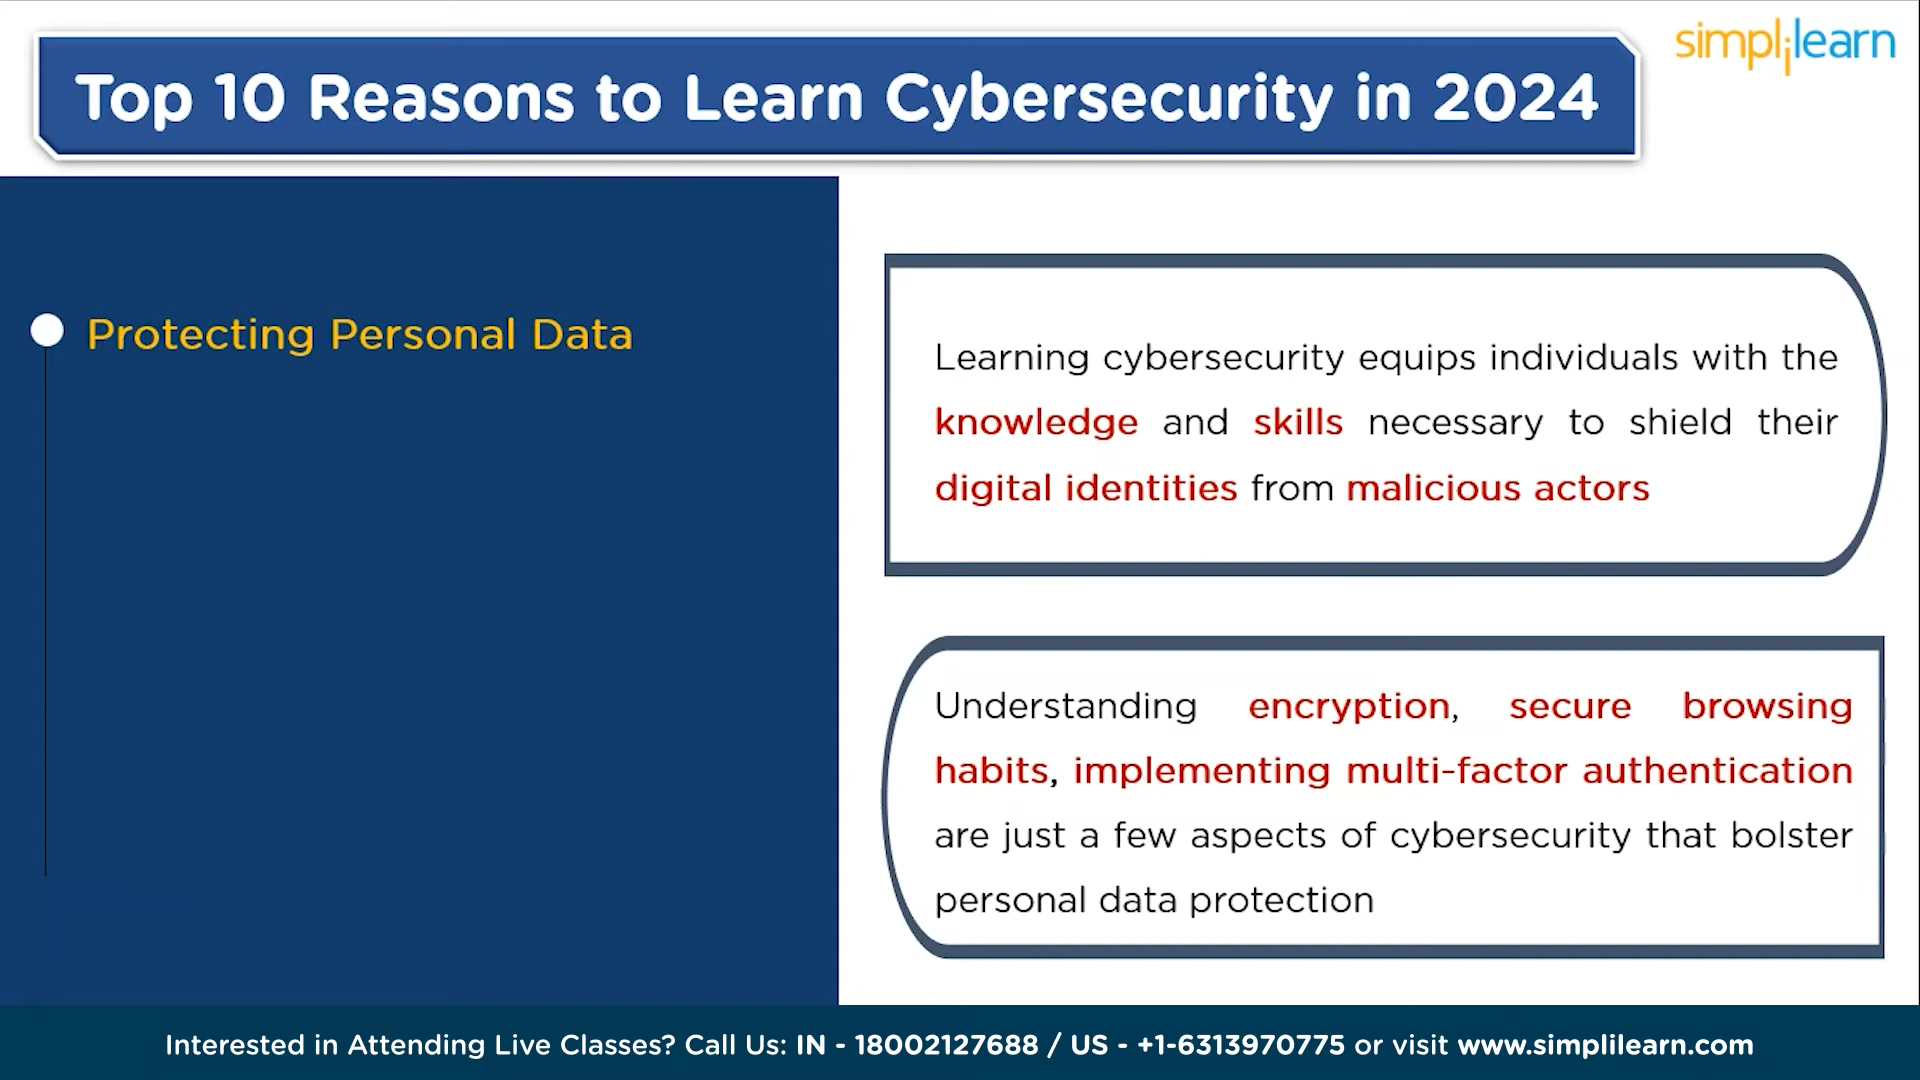 simplilearn
Top 10 Reasons to Learn Cybersecurity in 2024
Protecting Personal Data
Learning cybersecurity equips individuals with the
knowledge and skills necessary to shield their
digital identities from malicious actors
Understanding encryption, secure browsing
habits, implementing multi-factor authentication
are just a few aspects of cybersecurity that bolster
personal data protection
Interested in Attending Live Classes? Call Us: IN - 18002127688 / US - +1-6313970775 or visit www.simplilearn.com